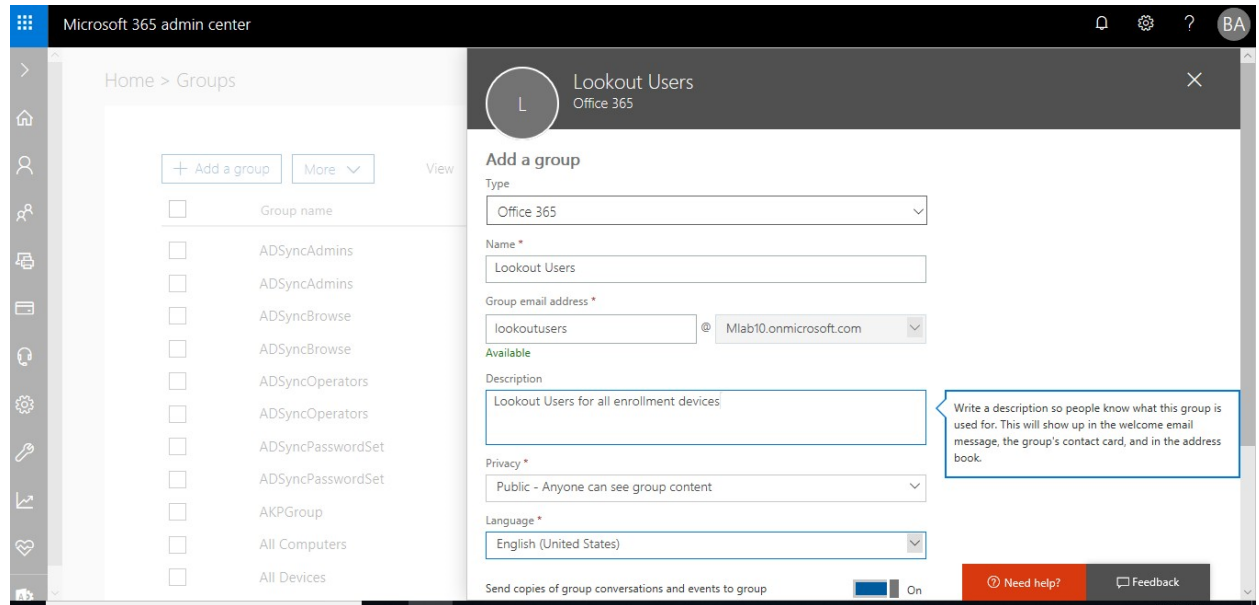 Microsoft 365 admin center
?
BA
Home > Groups
+ Add a group
More
View
Group name
ADSyncAdmins
ADSyncAdmins
ADSyncBrowse
ADSyncBrowse
ADSyncOperators
ADSyncOperators
ADSyncPasswordSet
ADSyncPasswordSet
AKPGroup
All Computers
All Devices
L
Lookout Users
Office 365
Add a group
Type
Office 365
Name *
Lookout Users
Group email address *
lookoutusers @ Mlab10.onmicrosoft.com
Available
Description
Lookout Users for all enrollment devices
Write a description so people know what this group is
used for. This will show up in the welcome email
message, the group's contact card, and in the address
book.
Privacy *
Public - Anyone can see group content
Language *
English (United States)
Send copies of group conversations and events to group
On
Need help?
Feedback